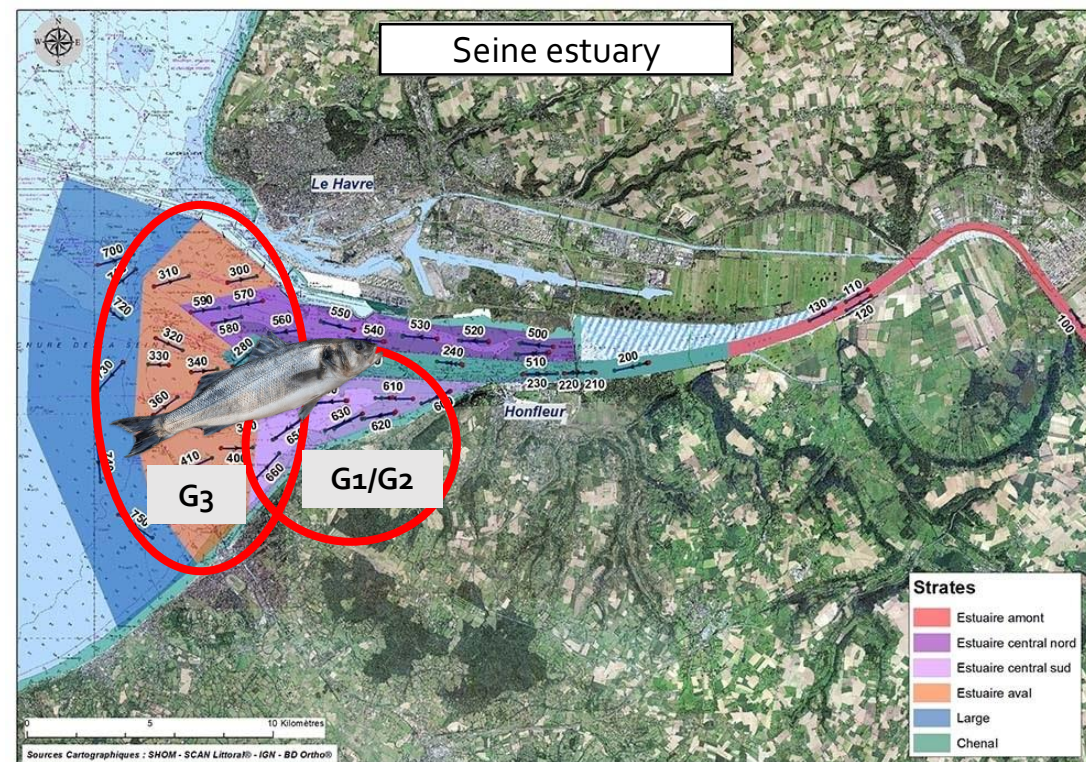 Seine estuary
N
W E
S
Le Havre
700
310
300
720
590
570
580
560
550
540
530
520
500
320
330
340
280
730
360
240
510
200
230 220 210
130
110
120
100
610
630
620
650
660
410
400
750
Honfleur
G3
G1/G2
Strates
Estuaire amont
Estuaire central nord
Estuaire central sud
Estuaire aval
Large
Chenal
0 5 10 Kilomètres
Sources Cartographiques : SHOM - SCAN Littoral® - IGN - BD Ortho®